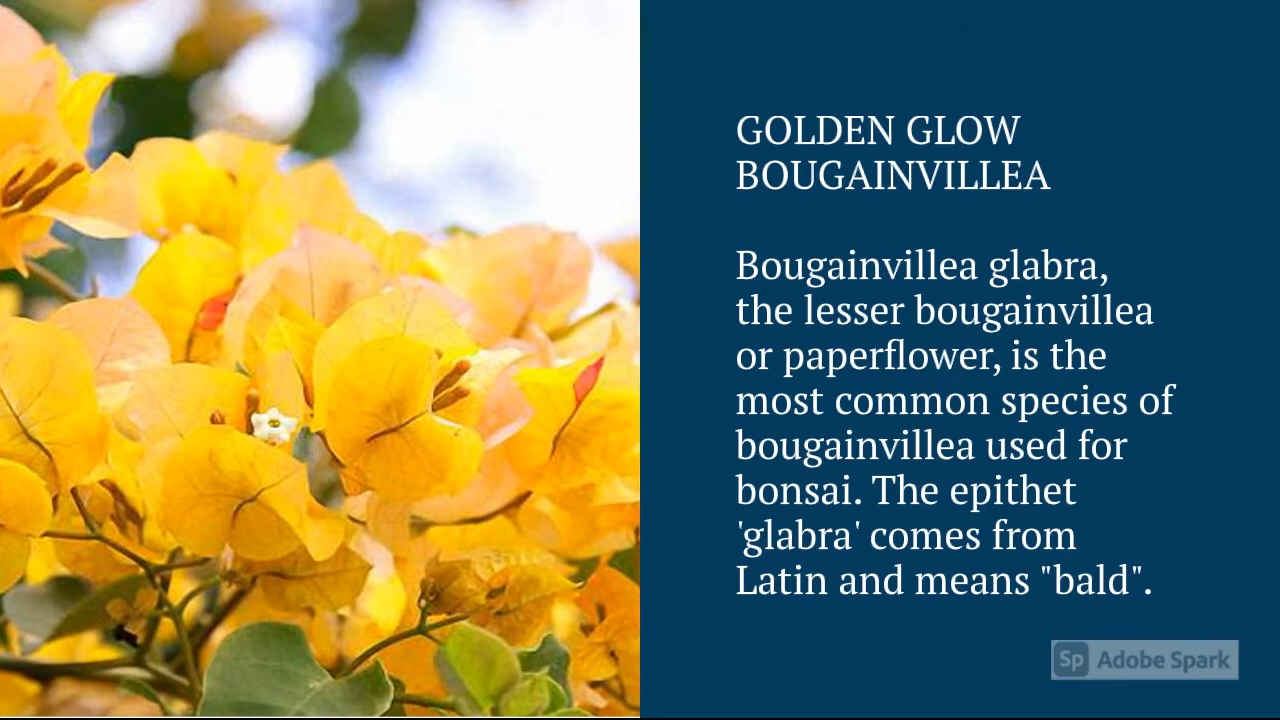 GOLDEN GLOW
BOUGAINVILLEA
Bougainvillea glabra,
the lesser bougainvillea
or paperflower, is the
most common species of
bougainvillea used for
bonsai. The epithet
'glabra' comes from
Latin and means "bald".
Sp Adobe Spark